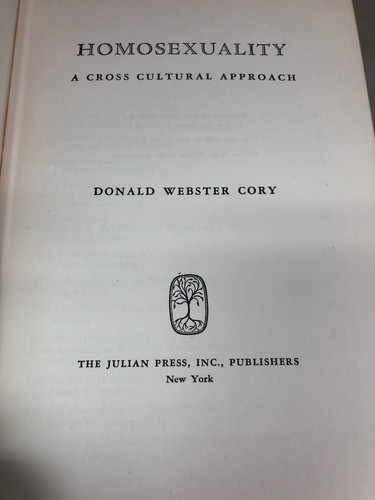 HOMOSEXUALITY
A CROSS CULTURAL APPROACH
DONALD WEBSTER CORY
THE JULIAN PRESS, INC., PUBLISHERS
New York